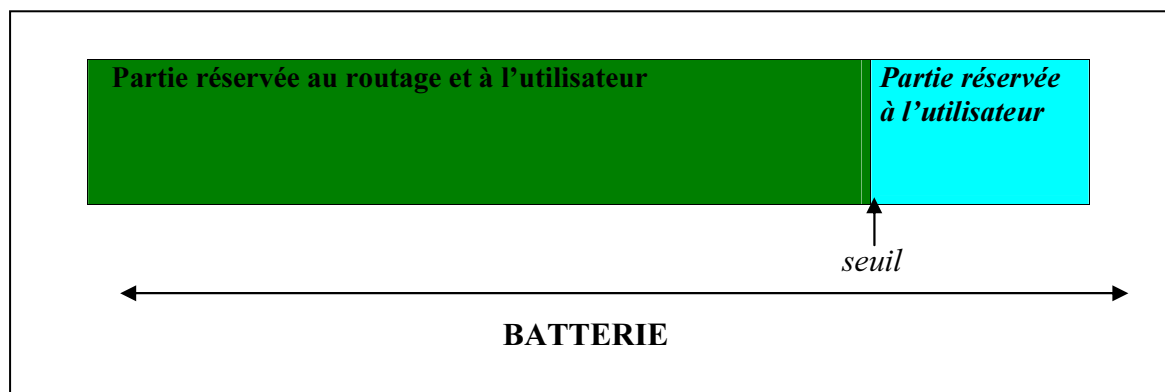 Partie réservée au routage et à l’utilisateur
Partie réservée
à l’utilisateur
seuil
BATTERIE